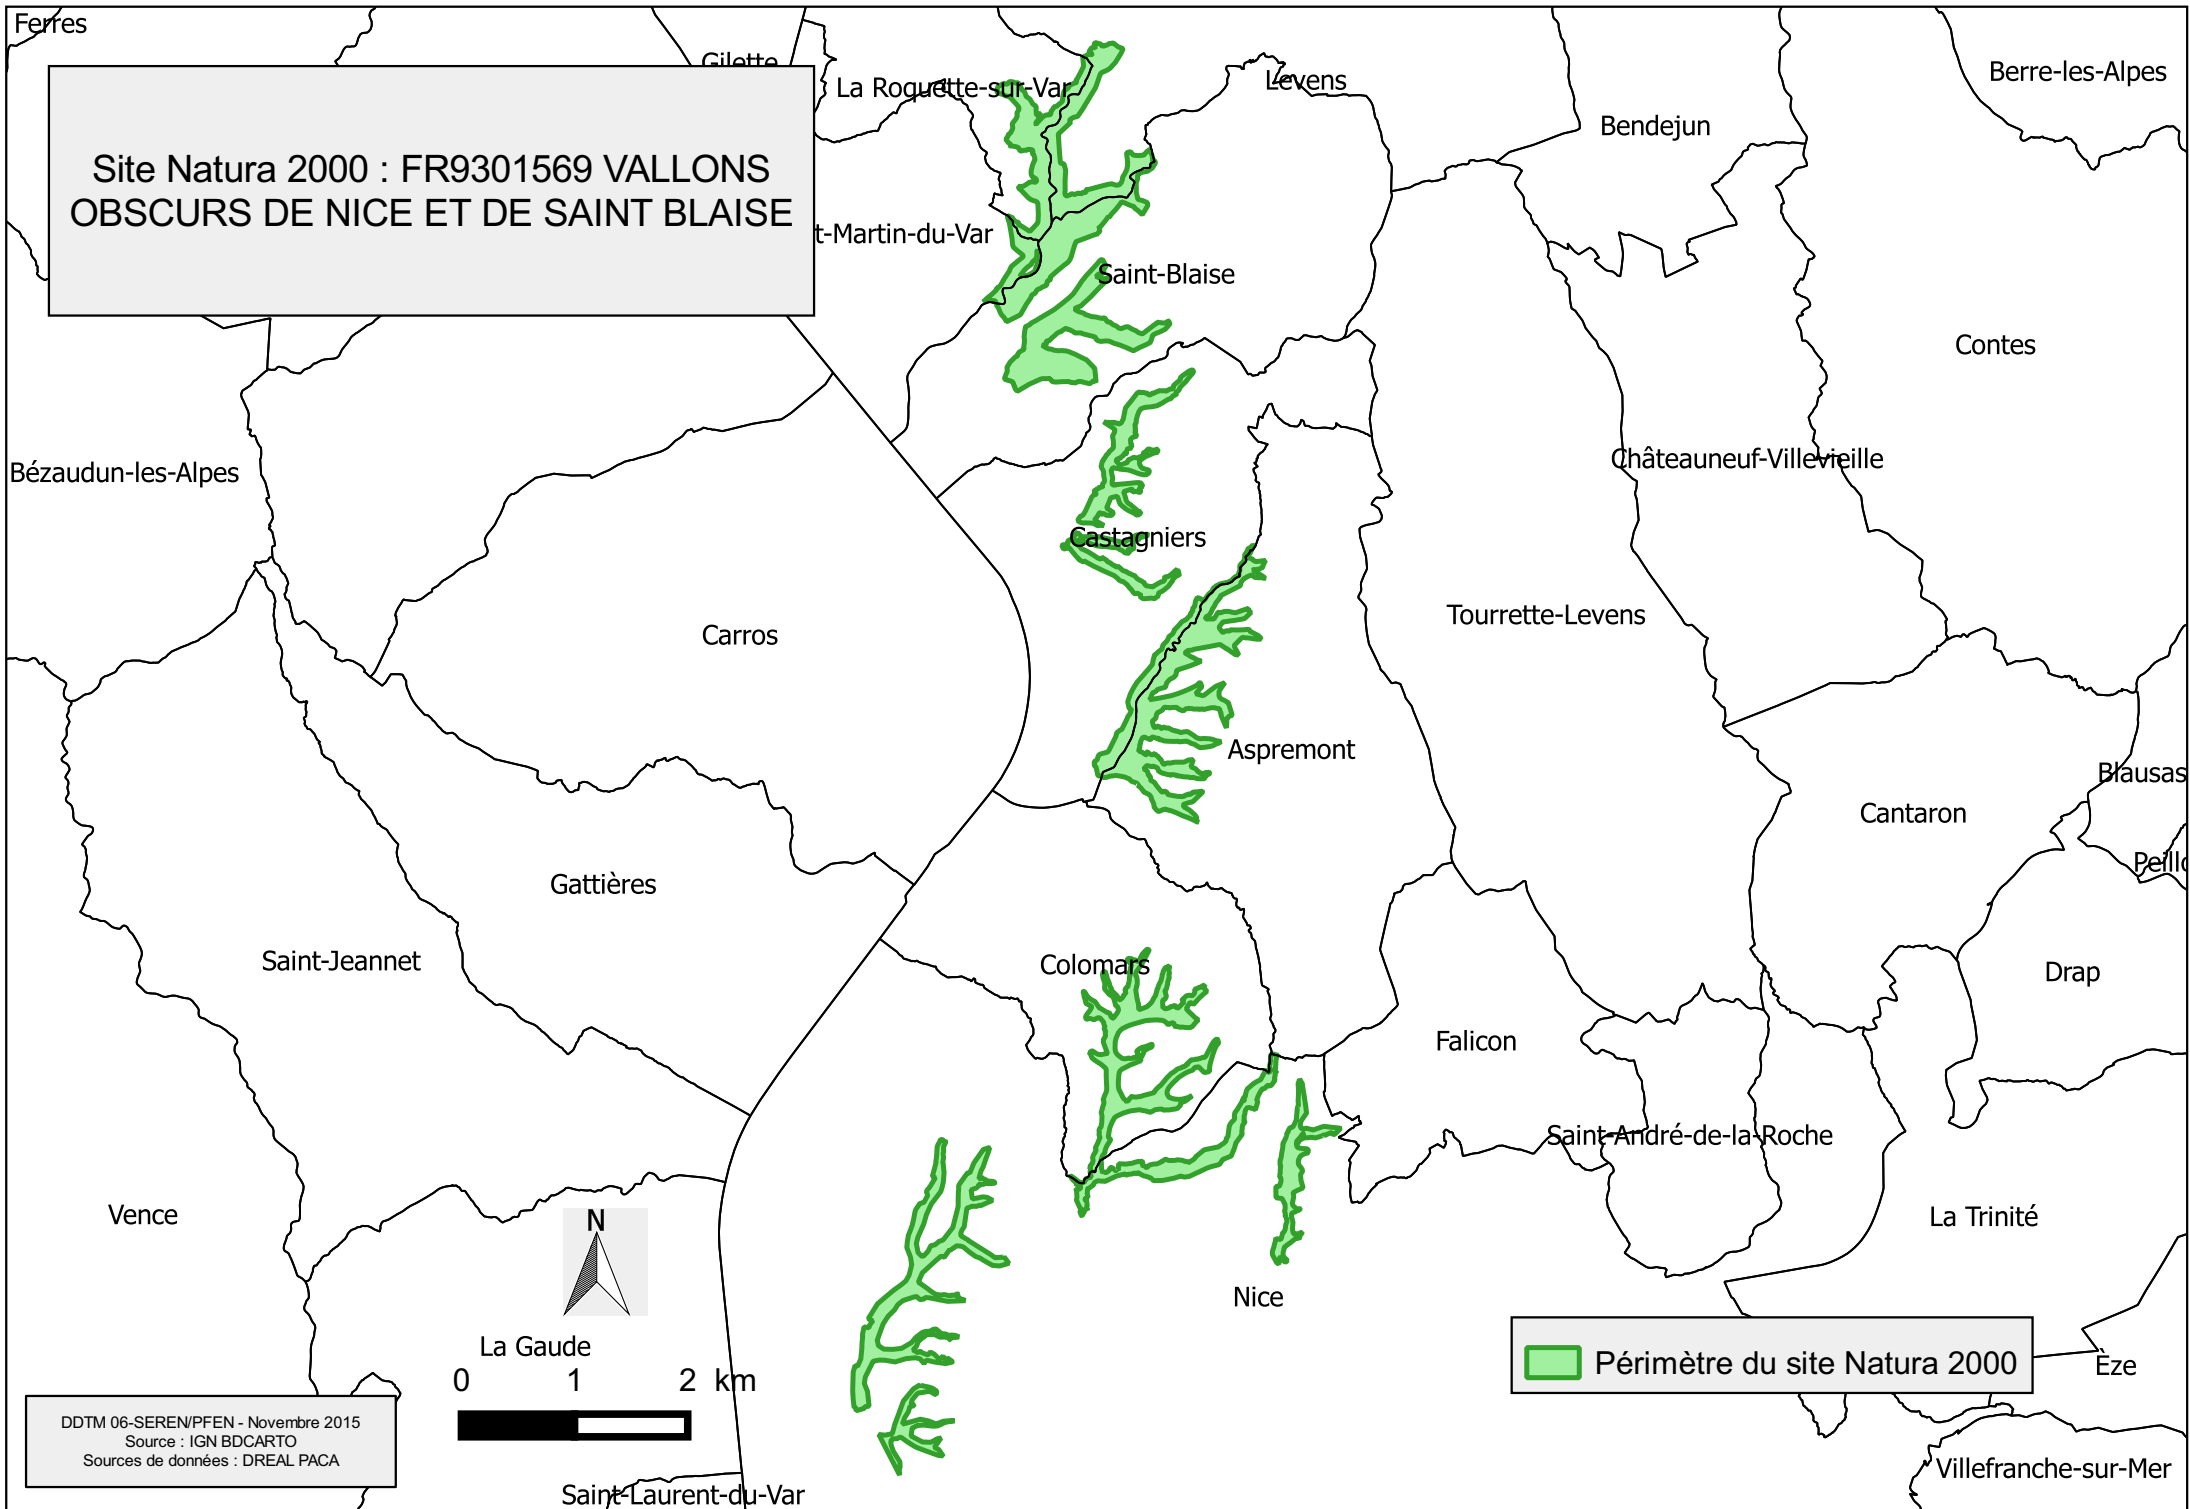 Ferres
Gilette
La Roquette-sur-Var
Levens
Berre-les-Alpes
Bendejun
Site Natura 2000 : FR9301569 VALLONS
OBSCURS DE NICE ET DE SAINT BLAISE
t-Martin-du-Var
Saint-Blaise
Contes
Bézaudun-les-Alpes
Châteauneuf-Villevieille
Castagniers
Carros
Tourrette-Levens
Aspremont
Blausas
Cantaron
Peillo
Gattières
Saint-Jeannet
Colomars
Drap
Falicon
Saint-André-de-la-Roche
Vence
La Trinité
N
Nice
La Gaude
Périmètre du site Natura 2000
Èze
0 1 2 km
DDTM 06-SEREN/PFEN - Novembre 2015
Source : IGN BDCARTO
Sources de données : DREAL PACA
Villefranche-sur-Mer
Saint-Laurent-du-Var